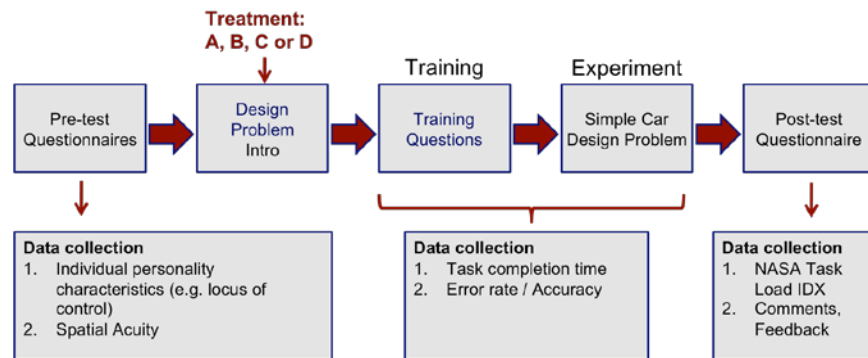 Treatment:
A, B, C or D
Training
Experiment
Pre-test
Questionnaires
Design
Problem
Intro
Training
Questions
Simple Car
Design Problem
Post-test
Questionnaire
Data collection
1. Individual personality
characteristics (e.g. locus of
control)
2. Spatial Acuity
Data collection
1. Task completion time
2. Error rate / Accuracy
Data collection
1. NASA Task
Load IDX
2. Comments,
Feedback